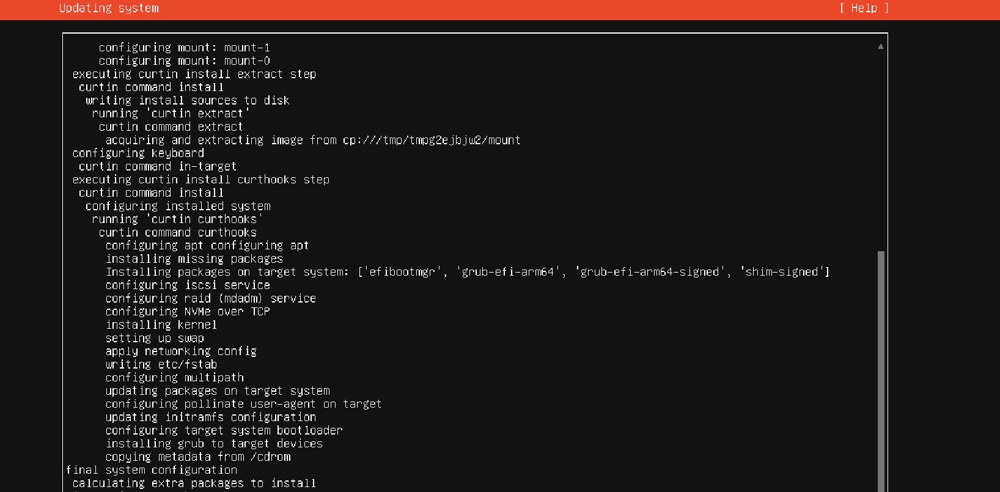 Updating system
[ Help ]
configuring mount: mount-1
configuring mount: mount-0
executing curtin install extract step
curtin command install
writing install sources to disk
running 'curtin extract'
curtin command extract
acquiring and extracting image from cp:///tmp/tmpg2ejbjw2/mount
configuring keyboard
curtin command in-target
executing curtin install curthooks step
curtin command install
configuring installed system
running 'curtin curthooks'
curtin command curthooks
configuring apt configuring apt
installing missing packages
Installing packages on target system: ['efibootmgr', 'grub-efi-arm64', 'grub-efi-arm64-signed', 'shim-signed']
configuring iscsi service
configuring raid (mdadm) service
configuring NVMe over TCP
installing kernel
setting up swap
apply networking config
writing etc/fstab
configuring multipath
updating packages on target system
configuring pollinate user-agent on target
updating initramfs configuration
configuring target system bootloader
installing grub to target devices
copying metadata from /cdrom
final system configuration
calculating extra packages to install